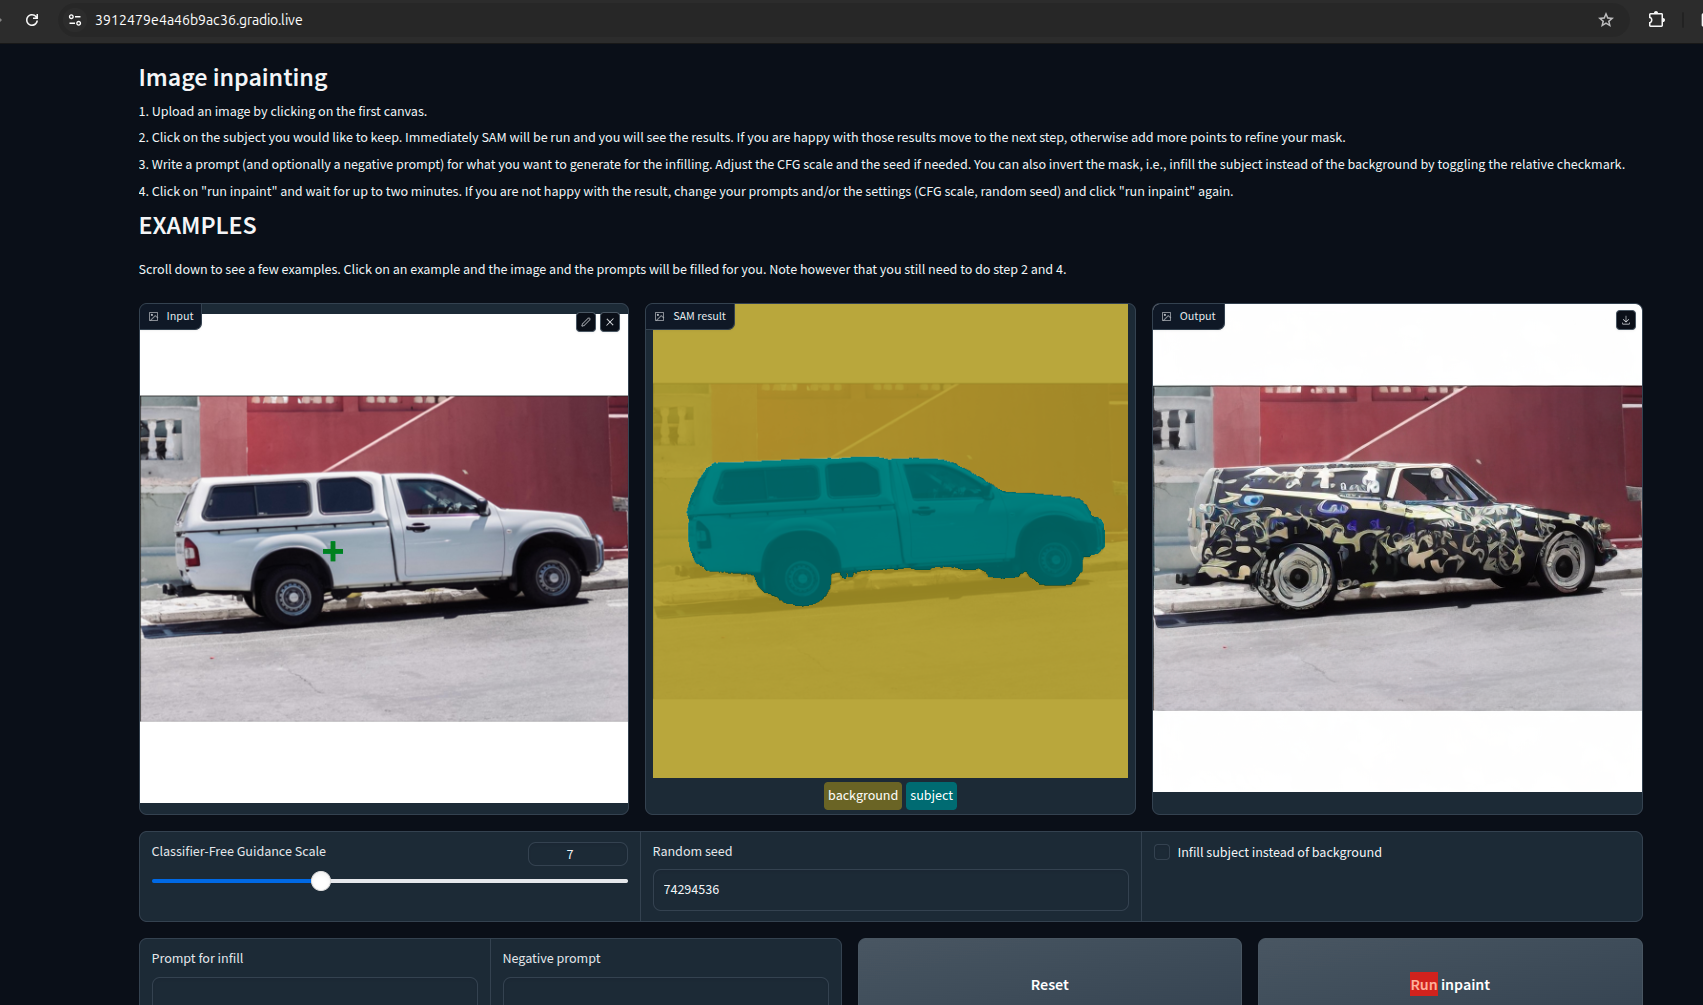 3912479e4a46b9ac36.gradio.live
Image inpainting
1. Upload an image by clicking on the first canvas.
2. Click on the subject you would like to keep. Immediately SAM will be run and you will see the results. If you are happy with those results move to the next step, otherwise add more points to refine your mask.
3. Write a prompt (and optionally a negative prompt) for what you want to generate for the infilling. Adjust the CFG scale and the seed if needed. You can also invert the mask, i.e., infill the subject instead of the background by toggling the relative checkmark.
4. Click on "run inpaint" and wait for up to two minutes. If you are not happy with the result, change your prompts and/or the settings (CFG scale, random seed) and click "run inpaint" again.
EXAMPLES
Scroll down to see a few examples. Click on an example and the image and the prompts will be filled for you. Note however that you still need to do step 2 and 4.
Input
SAM result
Output
background subject
Classifier-Free Guidance Scale
7
Random seed
74294536
Infill subject instead of background
Prompt for infill
Negative prompt
Reset
Run inpaint